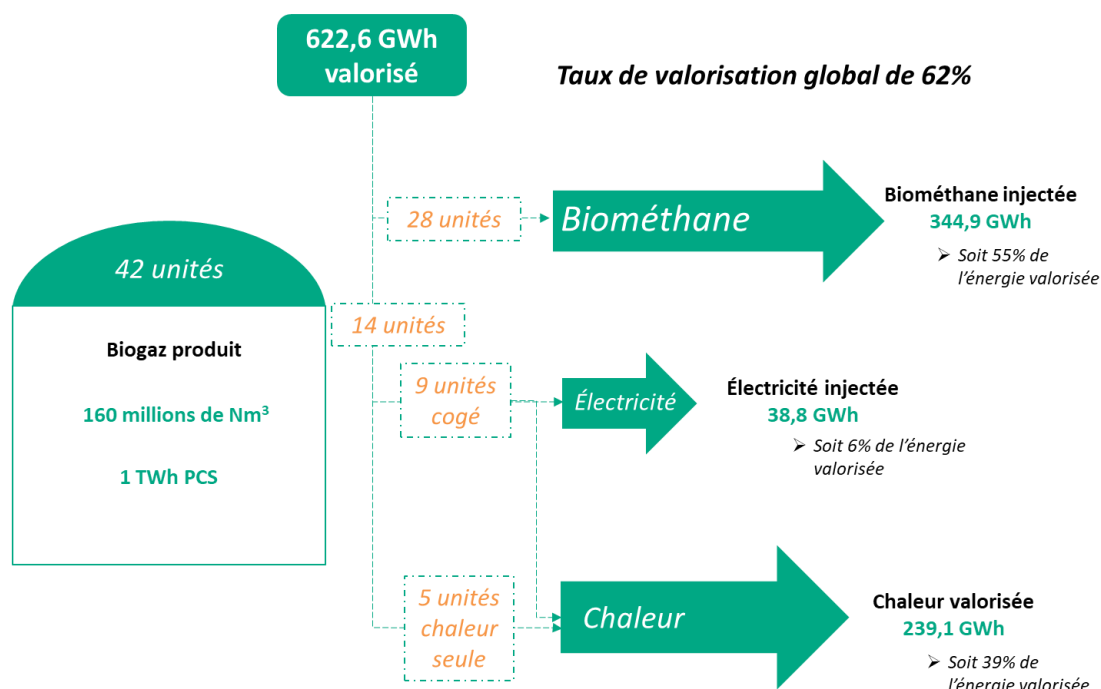 622,6 GWh
valorisé
Taux de valorisation global de 62%
28 unités
Biométhane
Biométhane injectée
344,9 GWh
➢ Soit 55% de
l’énergie valorisée
42 unités
14 unités
Biogaz produit
160 millions de Nm³
1 TWh PCS
9 unités
cogé
Électricité
Électricité injectée
38,8 GWh
➢ Soit 6% de l’énergie
valorisée
5 unités
chaleur
seule
Chaleur
Chaleur valorisée
239,1 GWh
➢ Soit 39% de
l’énergie valorisée